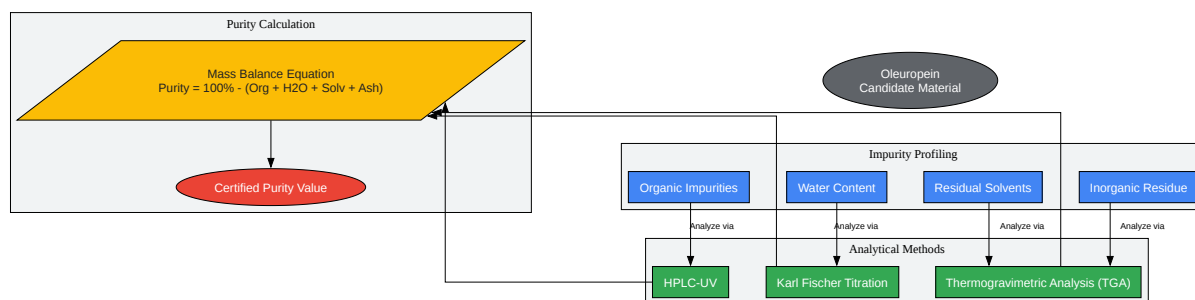 Purity Calculation
Mass Balance Equation
Purity = 100% - (Org + H2O + Solv + Ash)
Certified Purity Value
Oleuropein
Candidate Material
Impurity Profiling
Organic Impurities
Water Content
Residual Solvents
Inorganic Residue
Analyze via
Analyze via
Analyze via
Analyze via
Analytical Methods
HPLC-UV
Karl Fischer Titration
Thermogravimetric Analysis (TGA)